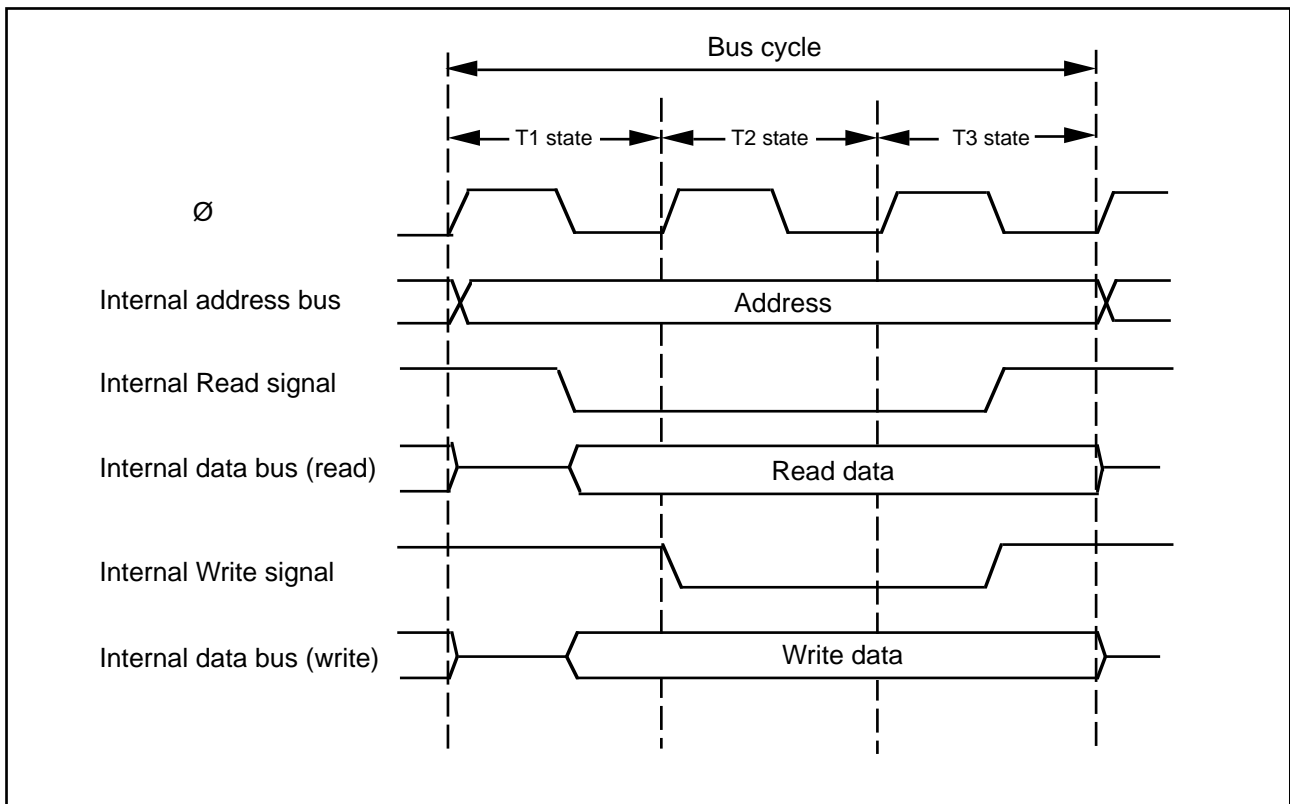 Bus cycle
T1 state
T2 state
T3 state
Ø
Internal address bus
Address
Internal Read signal
Internal data bus (read)
Read data
Internal Write signal
Internal data bus (write)
Write data